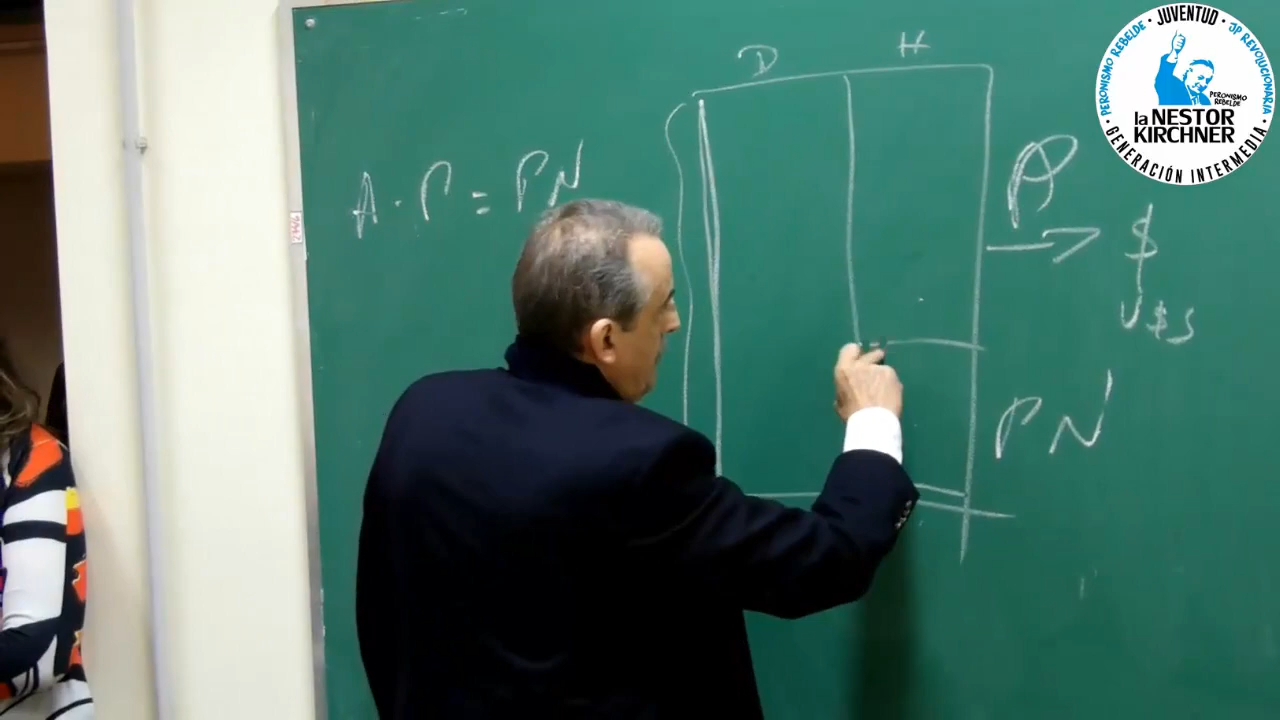 D H
A . P = PN
P
→ $
$ S
PN
JUVENTUD
PERONISMO REBELDE · JP REVOLUCIONARIA
PERONISMO
REBELDE
la NESTOR
KIRCHNER
· GENERACIÓN INTERMEDIA ·